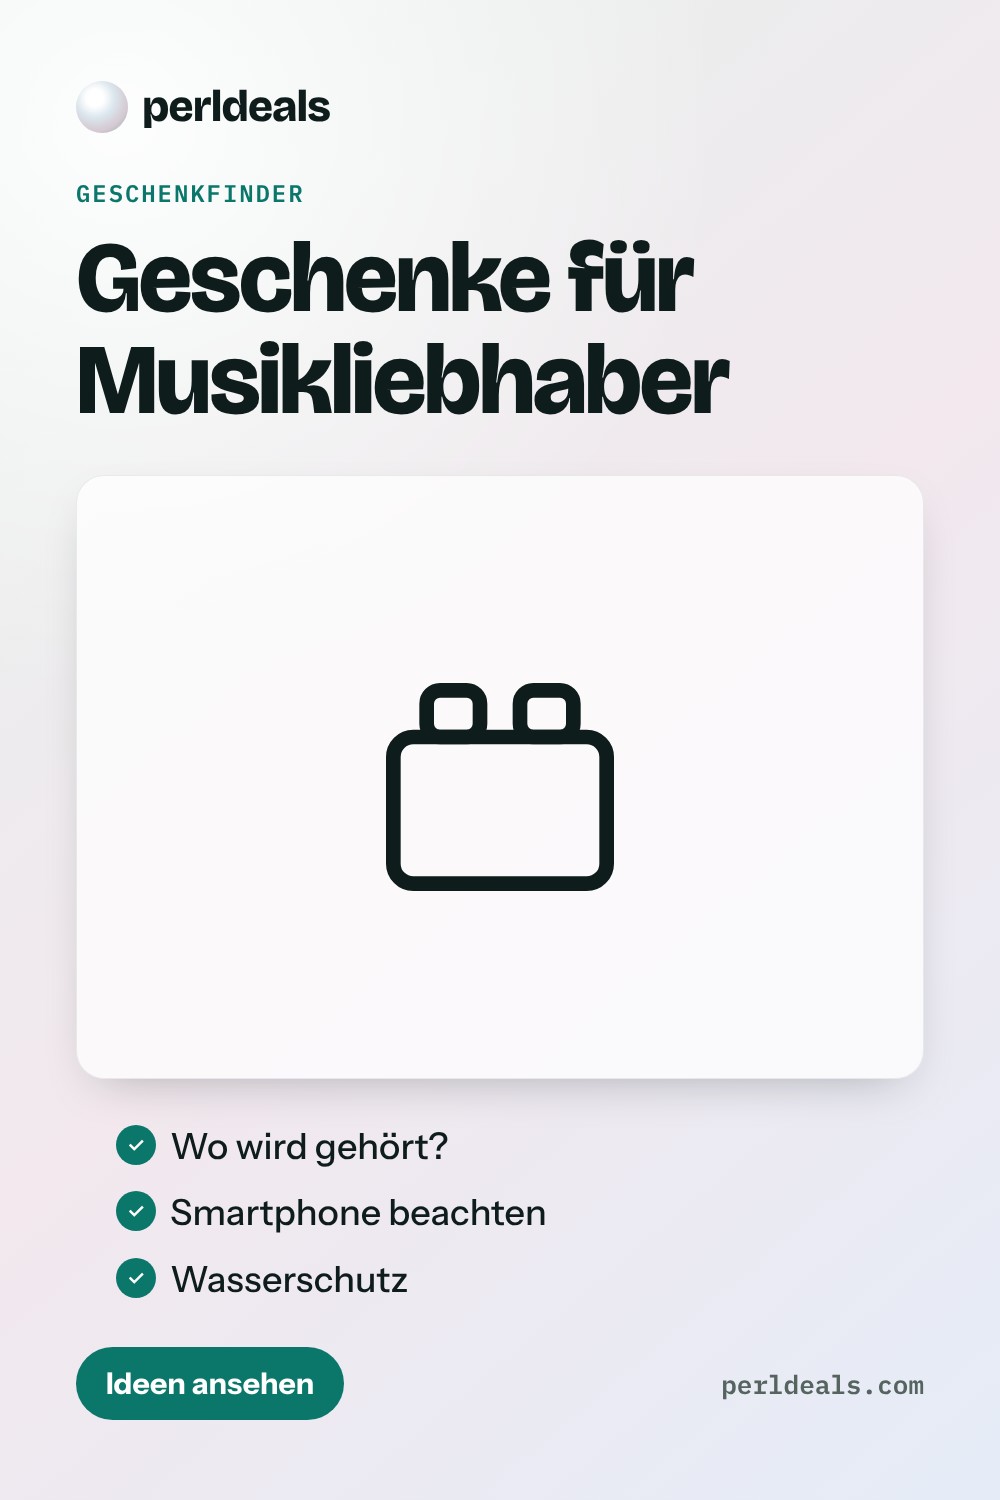 perldeals
GESCHENKFINDER
Geschenke für
Musikliebhaber
Wo wird gehört?
Smartphone beachten
Wasserschutz
Ideen ansehen
perldeals.com